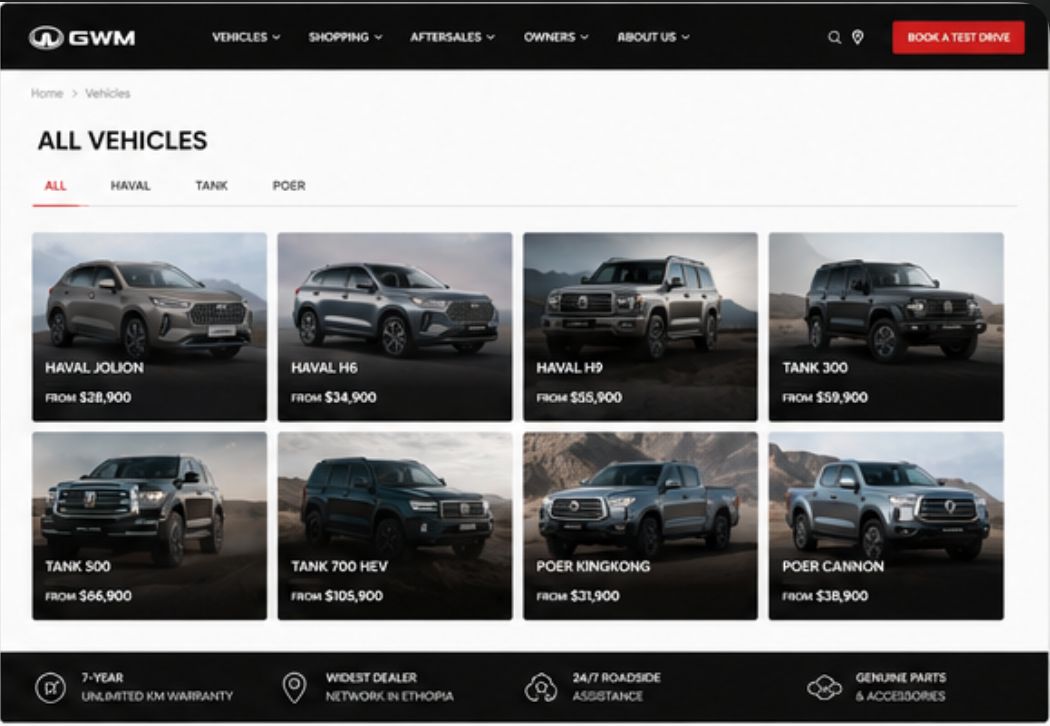 GWM
VEHICLES SHOPPING AFTERSALES OWNERS ABOUT US
BOOK A TEST DRIVE
Home > Vehicles
ALL VEHICLES
ALL HAVAL TANK POER
HAVAL JOLION
FROM $28,900
HAVAL H6
FROM $34,900
HAVAL H9
FROM $55,900
TANK 300
FROM $59,900
TANK 500
FROM $66,900
TANK 700 HEV
FROM $105,900
POER KINGKONG
FROM $31,900
POER CANNON
FROM $38,900
7-YEAR
UNLIMITED KM WARRANTY
WIDEST DEALER
NETWORK IN ETHOPIA
24/7 ROADSIDE
ASSISTANCE
GENUINE PARTS
& ACCESSORIES